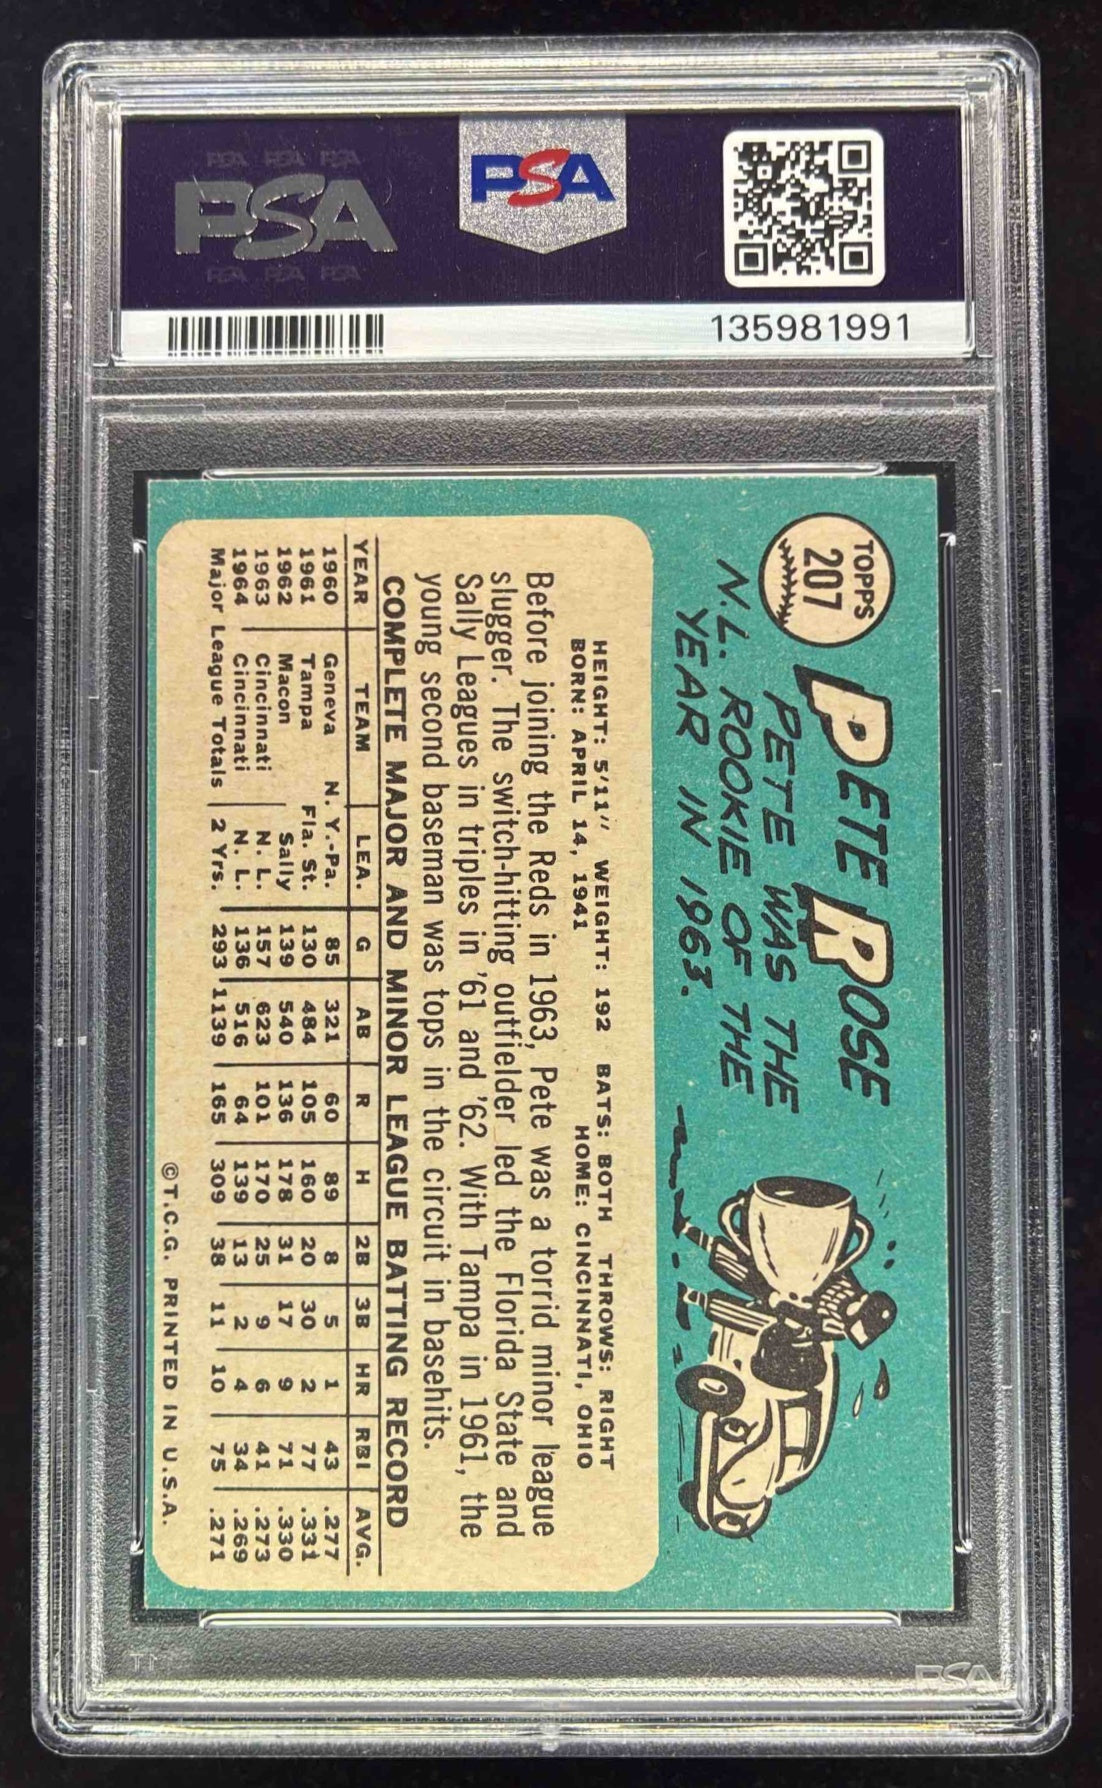 PSA PSA PSA
PSA
PSA PSA PSA
PSA
135981991
TOPPS
207
PETE ROSE
PETE WAS THE
N.L. ROOKIE OF THE
YEAR IN 1963.
HEIGHT: 5'11" WEIGHT: 192 BATS: BOTH THROWS: RIGHT
BORN: APRIL 14, 1941 HOME: CINCINNATI, OHIO
Before joining the Reds in 1963, Pete was a torrid minor league
slugger. The switch-hitting outfielder led the Florida State and
Sally Leagues in triples in '61 and '62. With Tampa in 1961, the
young second baseman was tops in the circuit in basehits.
COMPLETE MAJOR AND MINOR LEAGUE BATTING RECORD
YEAR TEAM LEA. G AB R H 2B 3B HR RBI AVG.
1960 Geneva N. Y.-Pa. 85 321 60 89 8 5 1 43 .277
1961 Tampa Fla. St. 130 484 105 160 20 30 2 77 .331
1962 Macon Sally 139 540 136 178 31 17 9 71 .330
1963 Cincinnati N. L. 157 623 101 170 25 9 6 41 .273
1964 Cincinnati N. L. 136 516 64 139 13 2 4 34 .269
Major League Totals 2 Yrs. 293 1139 165 309 38 11 10 75 .271
©T.C.G. PRINTED IN U.S.A.
PSA